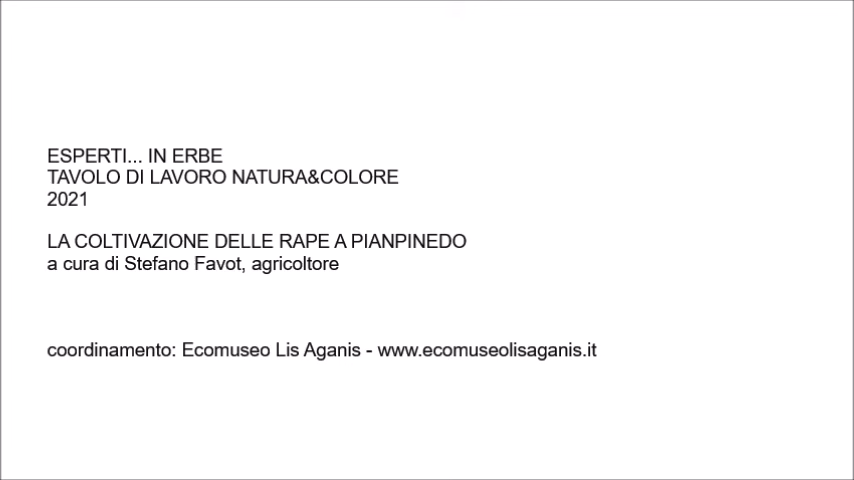 ESPERTI... IN ERBE
TAVOLO DI LAVORO NATURA&COLORE
2021
LA COLTIVAZIONE DELLE RAPE A PIANPINEDO
a cura di Stefano Favot, agricoltore
coordinamento: Ecomuseo Lis Aganis - www.ecomuseolisaganis.it